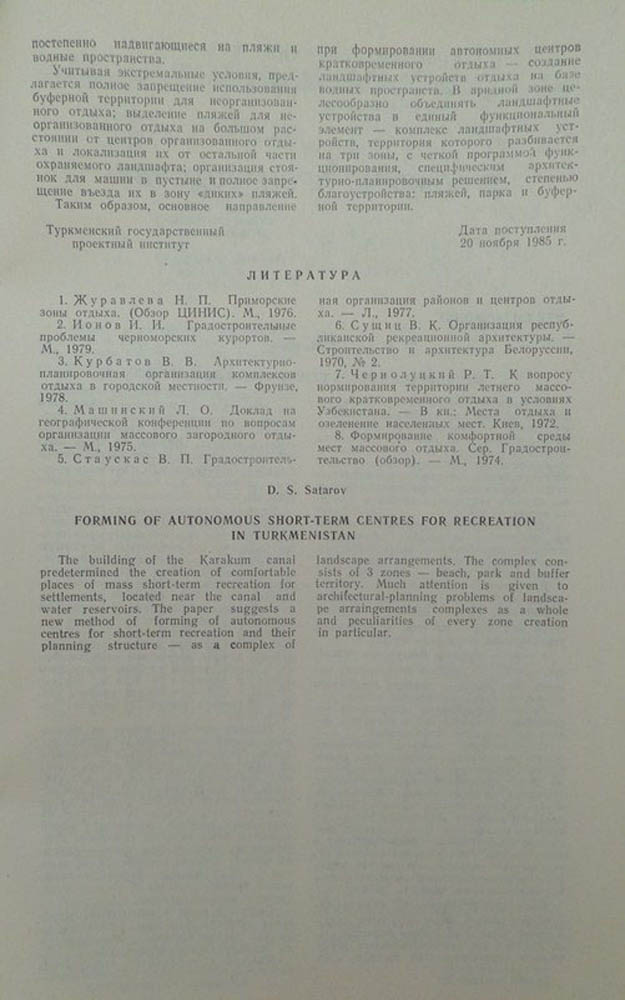 постепенно надвигающиеся на пляжи и
водные пространства.
Учитывая экстремальные условия, пред-
лагается полное запрещение использования
буферной территории для неорганизован-
ного отдыха; выделение пляжей для не-
организованного отдыха на большом рас-
стоянии от центров организованного отды-
ха и локализация их от остальной части
охраняемого ландшафта; организация стоя-
нок для машин в пустыне и полное запре-
щение въезда их в зону «диких» пляжей.
Таким образом, основное направление
при формировании автономных центров
кратковременного отдыха — создание
ландшафтных устройств отдыха на базе
водных пространств. В аридной зоне це-
лесообразно объединять ландшафтные
устройства в единый функциональный
элемент — комплекс ландшафтных уст-
ройств, территория которого разбивается
на три зоны, с четкой программой функ-
ционирования, специфическим архитек-
турно-планировочным решением, степенью
благоустройства: пляжей, парка и буфер-
ной территории.
Туркменский государственный
проектный институт
Дата поступления
20 ноября 1985 г.
ЛИТЕРАТУРА
1. Журавлева Н. П. Приморские
зоны отдыха. (Обзор ЦИНИС). М., 1976.
2. Ионов И. И. Градостроительные
проблемы черноморских курортов. —
М., 1979.
3. Курбатов В. В. Архитектурно-
планировочная организация комплексов
отдыха в городской местности. — Фрунзе,
1978.
4. Машинский Л. О. Доклад на
географической конференции по вопросам
организации массового загородного отды-
ха. — М., 1975.
5. Стаускас В. П. Градостроитель-
ная организация районов и центров отды-
ха. — Л., 1977.
6. Сущиц В. К. Организация респуб-
ликанской рекреационной архитектуры. —
Строительство и архитектура Белоруссии,
1970, № 2.
7. Чернолуцкий Р. Т. К вопросу
нормирования территории летнего массо-
вого кратковременного отдыха в условиях
Узбекистана. — В кн.: Места отдыха и
озеленение населенных мест. Киев, 1972.
8. Формирование комфортной среды
мест массового отдыха. Сер. Градострои-
тельство (обзор). — М., 1974.
D. S. Satarov
FORMING OF AUTONOMOUS SHORT-TERM CENTRES FOR RECREATION
IN TURKMENISTAN
The building of the Karakum canal
predetermined the creation of comfortable
places of mass short-term recreation for
settlements, located near the canal and
water reservoirs. The paper suggests a
new method of forming of autonomous
centres for short-term recreation and their
planning structure — as a complex of
landscape arrangements. The complex con-
sists of 3 zones — beach, park and buffer
territory. Much attention is given to
architectural-planning problems of landsca-
pe arraingements complexes as a whole
and peculiarities of every zone creation
in particular.